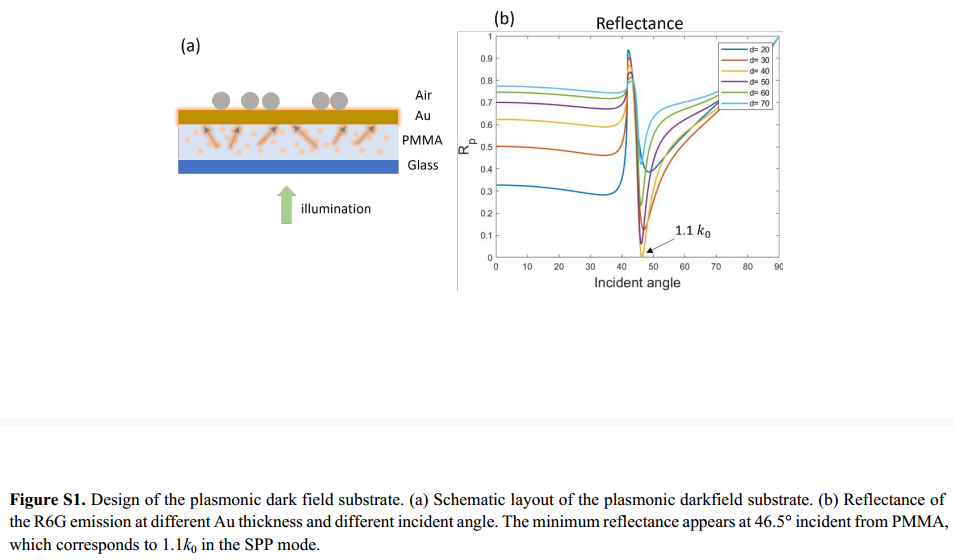 (a)
Air
Au
PMMA
Glass
illumination
(b)
Reflectance
1
0.9
0.8
0.7
0.6
0.5
0.4
0.3
0.2
0.1
0
R_p
0 10 20 30 40 50 60 70 80 90
Incident angle
d= 20
d= 30
d= 40
d= 50
d= 60
d= 70
1.1 k₀
Figure S1. Design of the plasmonic dark field substrate. (a) Schematic layout of the plasmonic darkfield substrate. (b) Reflectance of
the R6G emission at different Au thickness and different incident angle. The minimum reflectance appears at 46.5° incident from PMMA,
which corresponds to 1.1k₀ in the SPP mode.